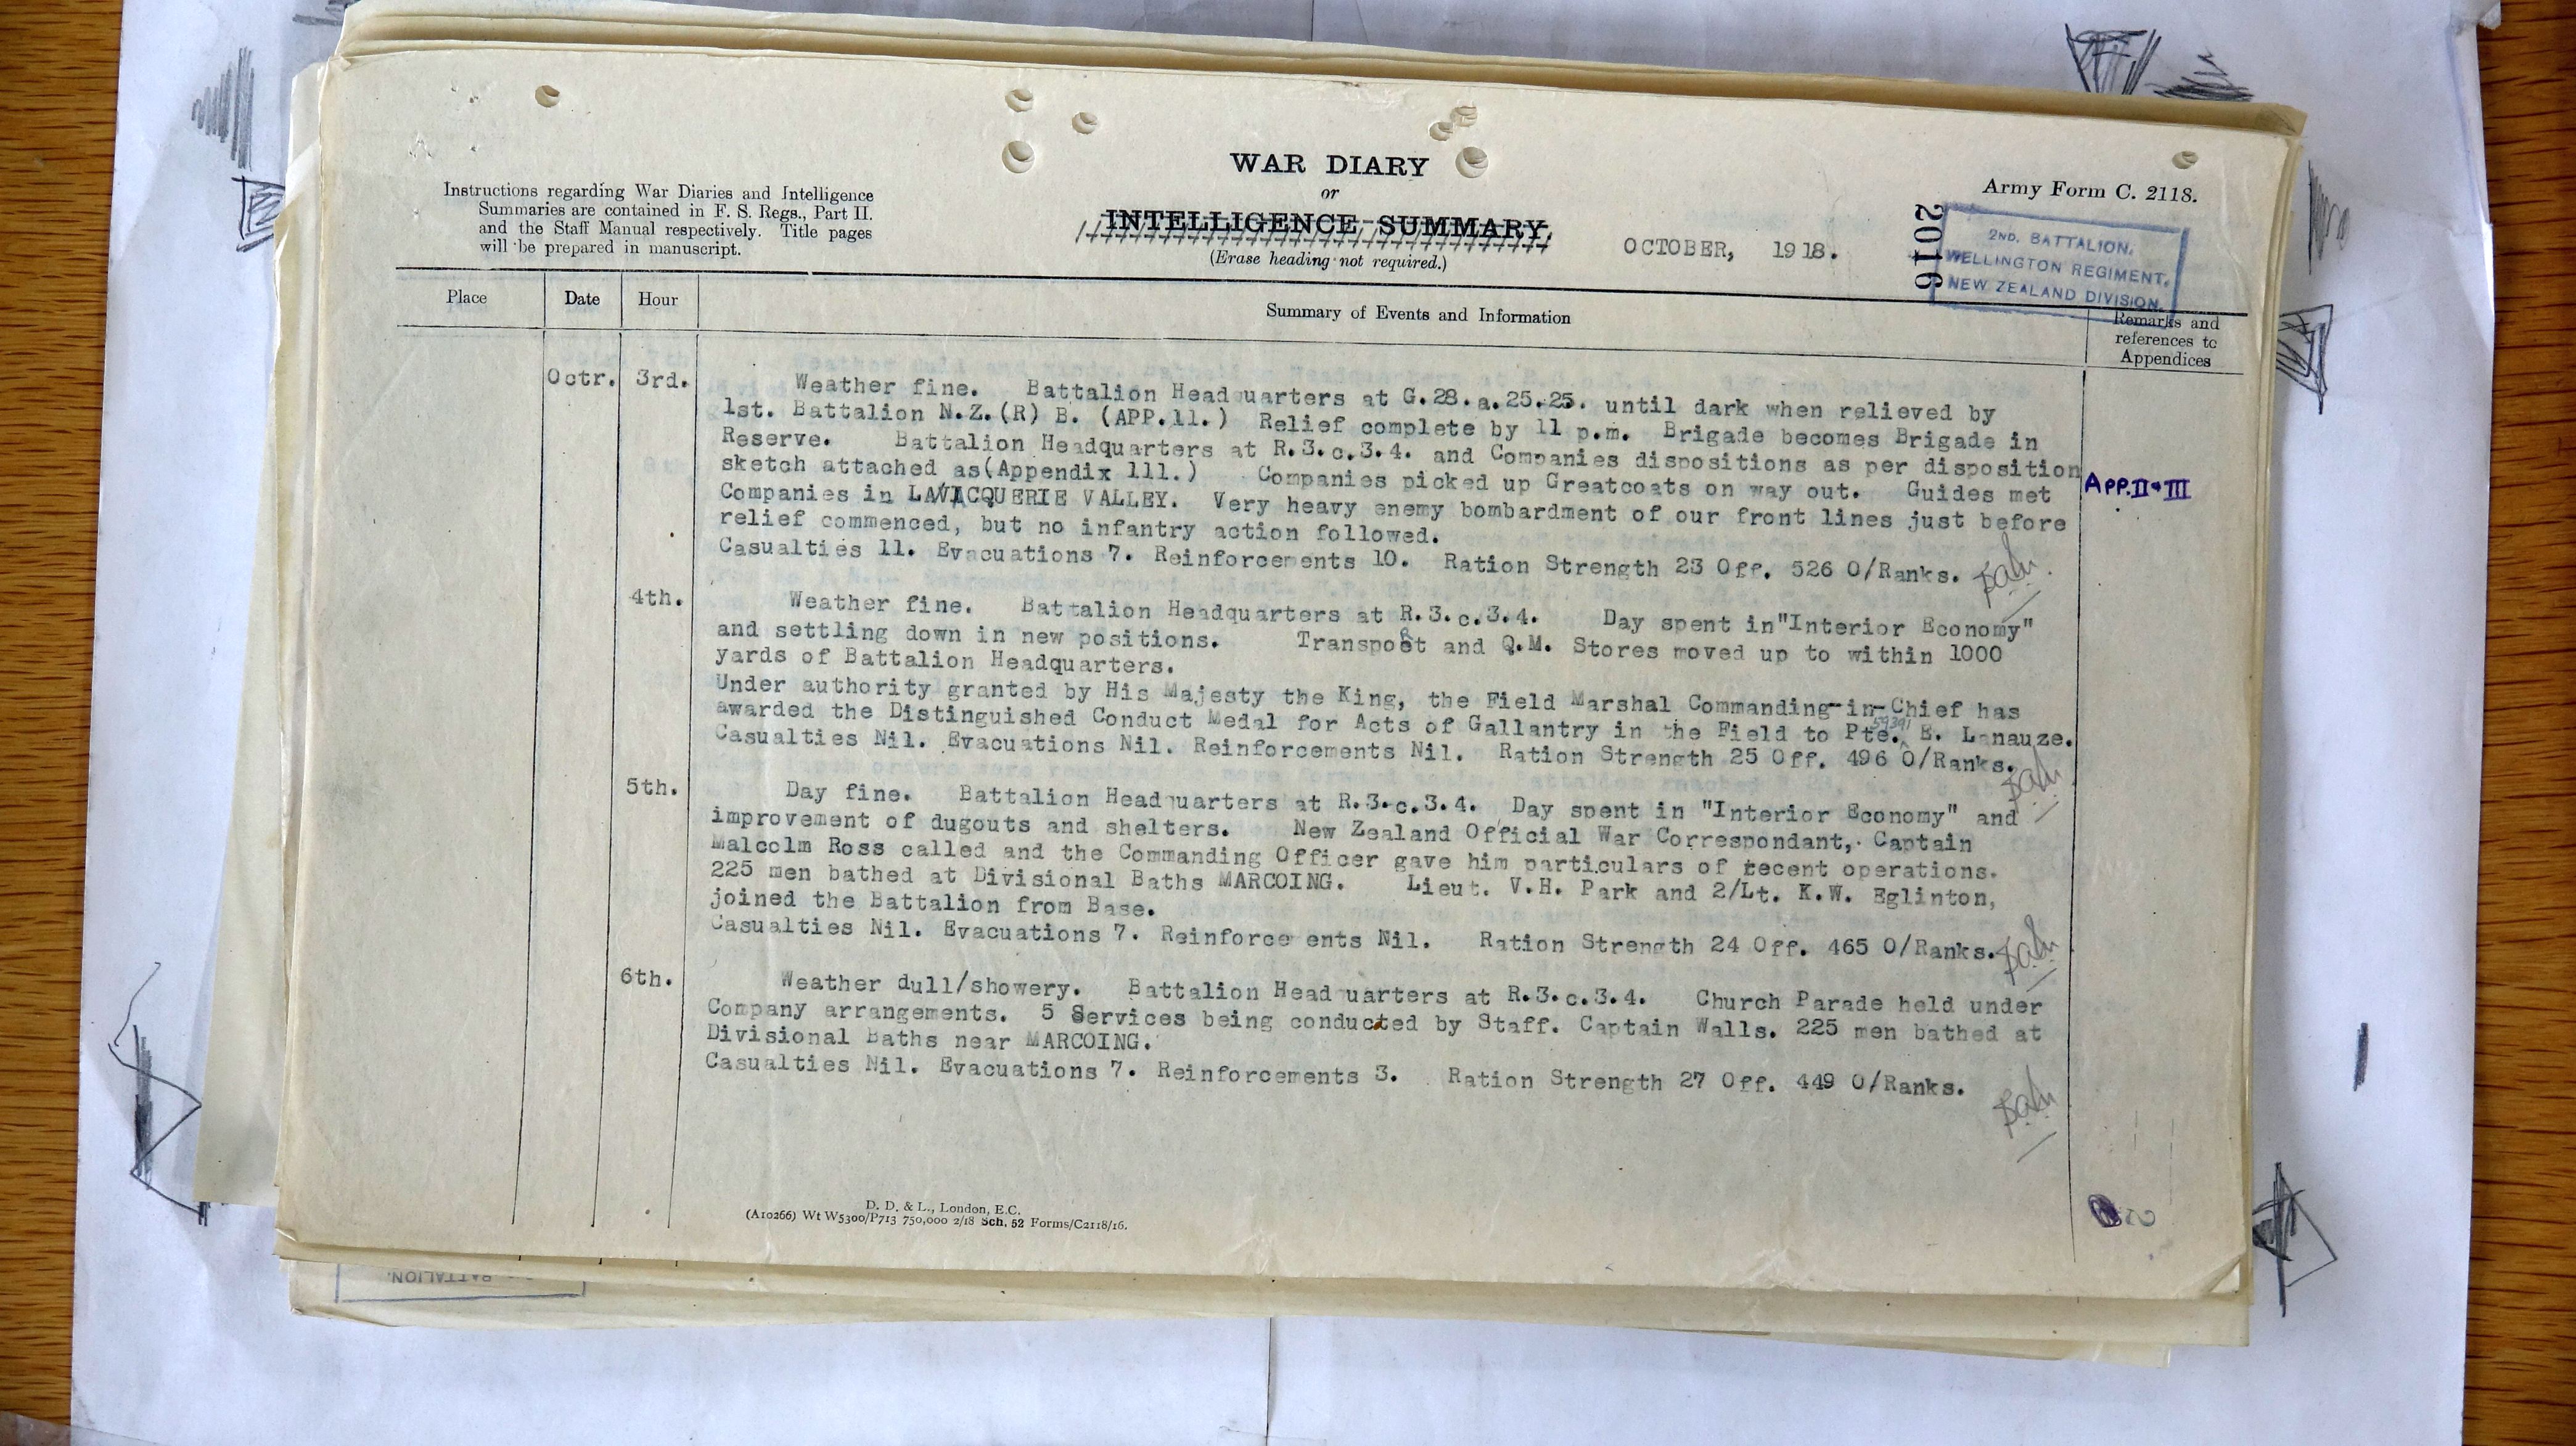 WAR DIARY
or
INTELLIGENCE SUMMARY.
(Erase heading not required.)
Instructions regarding War Diaries and Intelligence
Summaries are contained in F. S. Regs., Part II.
and the Staff Manual respectively. Title pages
will be prepared in manuscript.
OCTOBER, 1918.
Army Form C. 2118.
2016
2ND. BATTALION,
WELLINGTON REGIMENT,
NEW ZEALAND DIVISION.
Place Date Hour Summary of Events and Information Remarks and
references to
Appendices
Octr. 3rd. Weather fine. Battalion Head uarters at G.28.a.25.25. until dark when relieved by
1st. Battalion N.Z.(R) B. (APP.11.) Relief complete by 11 p.m. Brigade becomes Brigade in
Reserve. Battalion Headquarters at R.3.c.3.4. and Companies dispositions as per disposition
sketch attached as(Appendix 111.) Companies picked up Greatcoats on way out. Guides met
APP.II & III
Companies in LAVACQUERIE VALLEY. Very heavy enemy bombardment of our front lines just before
relief commenced, but no infantry action followed.
Casualties 11. Evacuations 7. Reinforcements 10. Ration Strength 23 Off. 526 O/Ranks.
4th. Weather fine. Battalion Headquarters at R.3.c.3.4. Day spent in"Interior Economy"
and settling down in new positions. Transport and Q.M. Stores moved up to within 1000
yards of Battalion Headquarters.
Under authority granted by His Majesty the King, the Field Marshal Commanding-in-Chief has
awarded the Distinguished Conduct Medal for Acts of Gallantry in the Field to Pte. 59391 E. Lanauze.
Casualties Nil. Evacuations Nil. Reinforcements Nil. Ration Strength 25 Off. 496 O/Ranks.
5th. Day fine. Battalion Head uarters at R.3.c.3.4. Day spent in "Interior Economy" and
improvement of dugouts and shelters. New Zealand Official War Correspondant, Captain
Malcolm Ross called and the Commanding Officer gave him particulars of recent operations.
225 men bathed at Divisional Baths MARCOING. Lieut. V.H. Park and 2/Lt. K.W. Eglinton,
joined the Battalion from Base.
Casualties Nil. Evacuations 7. Reinforce ents Nil. Ration Strength 24 Off. 465 O/Ranks.
6th. Weather dull/showery. Battalion Head uarters at R.3.c.3.4. Church Parade held under
Company arrangements. 5 Services being conducted by Staff. Captain Walls. 225 men bathed at
Divisional Baths near MARCOING.
Casualties Nil. Evacuations 7. Reinforcements 3. Ration Strength 27 Off. 449 O/Ranks.
D. D. & L., London, E.C.
(A10266) Wt W5300/P713 750,000 2/18 Sch. 52 Forms/C2118/16.
BATTALION.